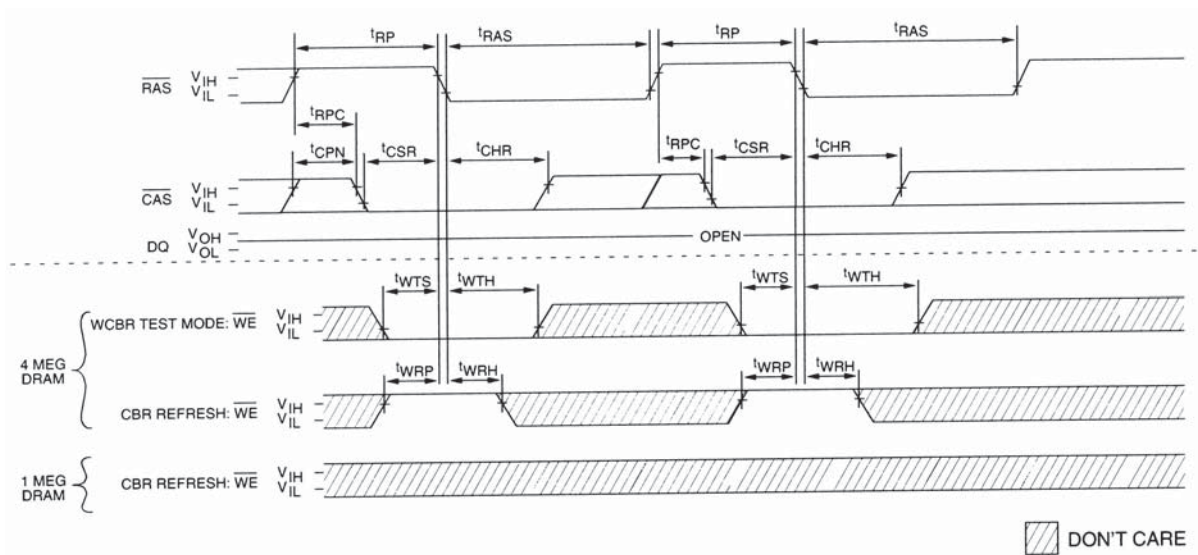 tRP tRAS tRP tRAS
RAS VIH VIL
tRPC
tCPN tCSR tCHR tRPC tCSR tCHR
CAS VIH VIL
DQ VOH VOL OPEN
tWTS tWTH tWTS tWTH
WCBR TEST MODE: WE VIH VIL
4 MEG DRAM
tWRP tWRH tWRP tWRH
CBR REFRESH: WE VIH VIL
1 MEG DRAM
CBR REFRESH: WE VIH VIL
DON'T CARE